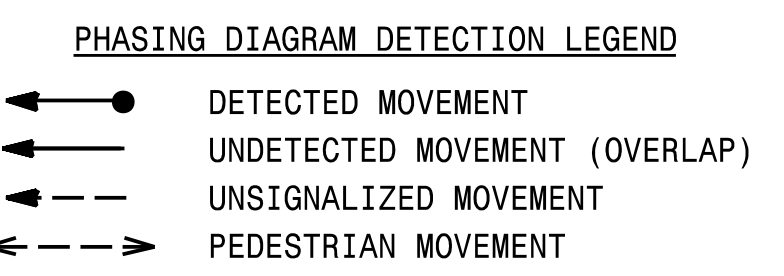 PHASING DIAGRAM DETECTION LEGEND
DETECTED MOVEMENT
UNDETECTED MOVEMENT (OVERLAP)
UNSIGNALIZED MOVEMENT
PEDESTRIAN MOVEMENT